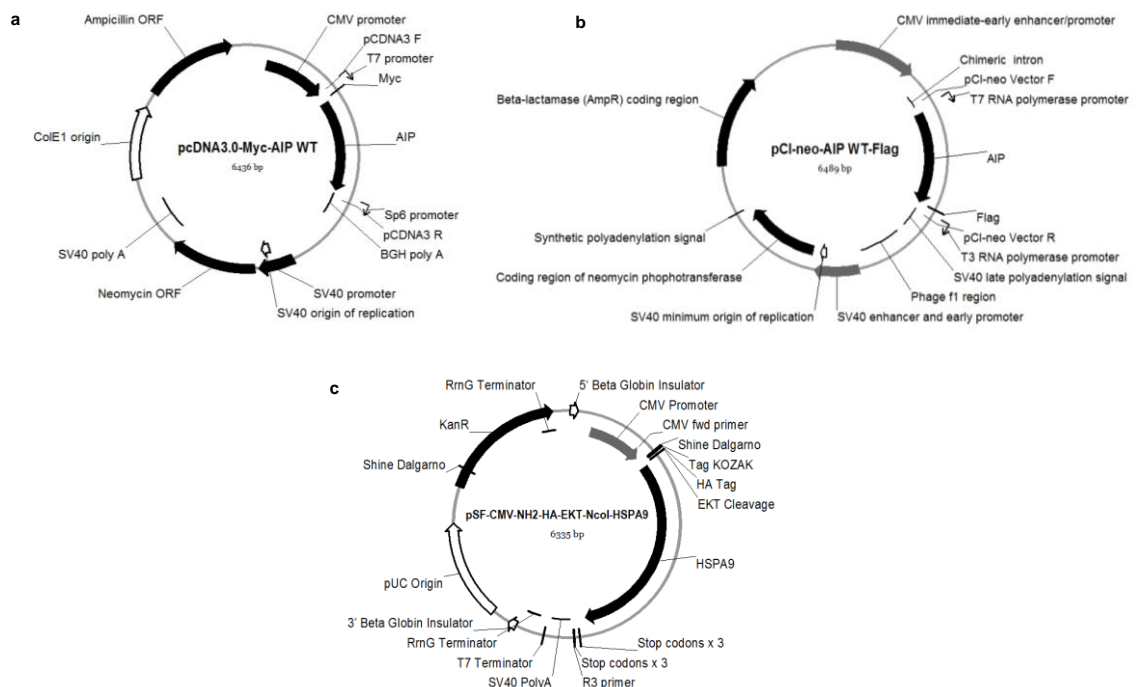 a
Ampicillin ORF
CMV promoter
pCDNA3 F
T7 promoter
Myc
ColE1 origin
pcDNA3.0-Myc-AIP WT
6436 bp
AIP
Sp6 promoter
pCDNA3 R
BGH poly A
SV40 poly A
Neomycin ORF
SV40 promoter
SV40 origin of replication
b
CMV immediate-early enhancer/promoter
Chimeric intron
pCI-neo Vector F
T7 RNA polymerase promoter
Beta-lactamase (AmpR) coding region
pCI-neo-AIP WT-Flag
6489 bp
AIP
Flag
pCI-neo Vector R
T3 RNA polymerase promoter
SV40 late polyadenylation signal
Synthetic polyadenylation signal
Coding region of neomycin phophotransferase
Phage f1 region
SV40 minimum origin of replication
SV40 enhancer and early promoter
c
RrnG Terminator
5' Beta Globin Insulator
CMV Promoter
KanR
CMV fwd primer
Shine Dalgarno
Shine Dalgarno
Tag KOZAK
HA Tag
EKT Cleavage
pSF-CMV-NH2-HA-EKT-NcoI-HSPA9
6335 bp
HSPA9
pUC Origin
3' Beta Globin Insulator
RrnG Terminator
T7 Terminator
SV40 PolyA
Stop codons x 3
Stop codons x 3
R3 primer